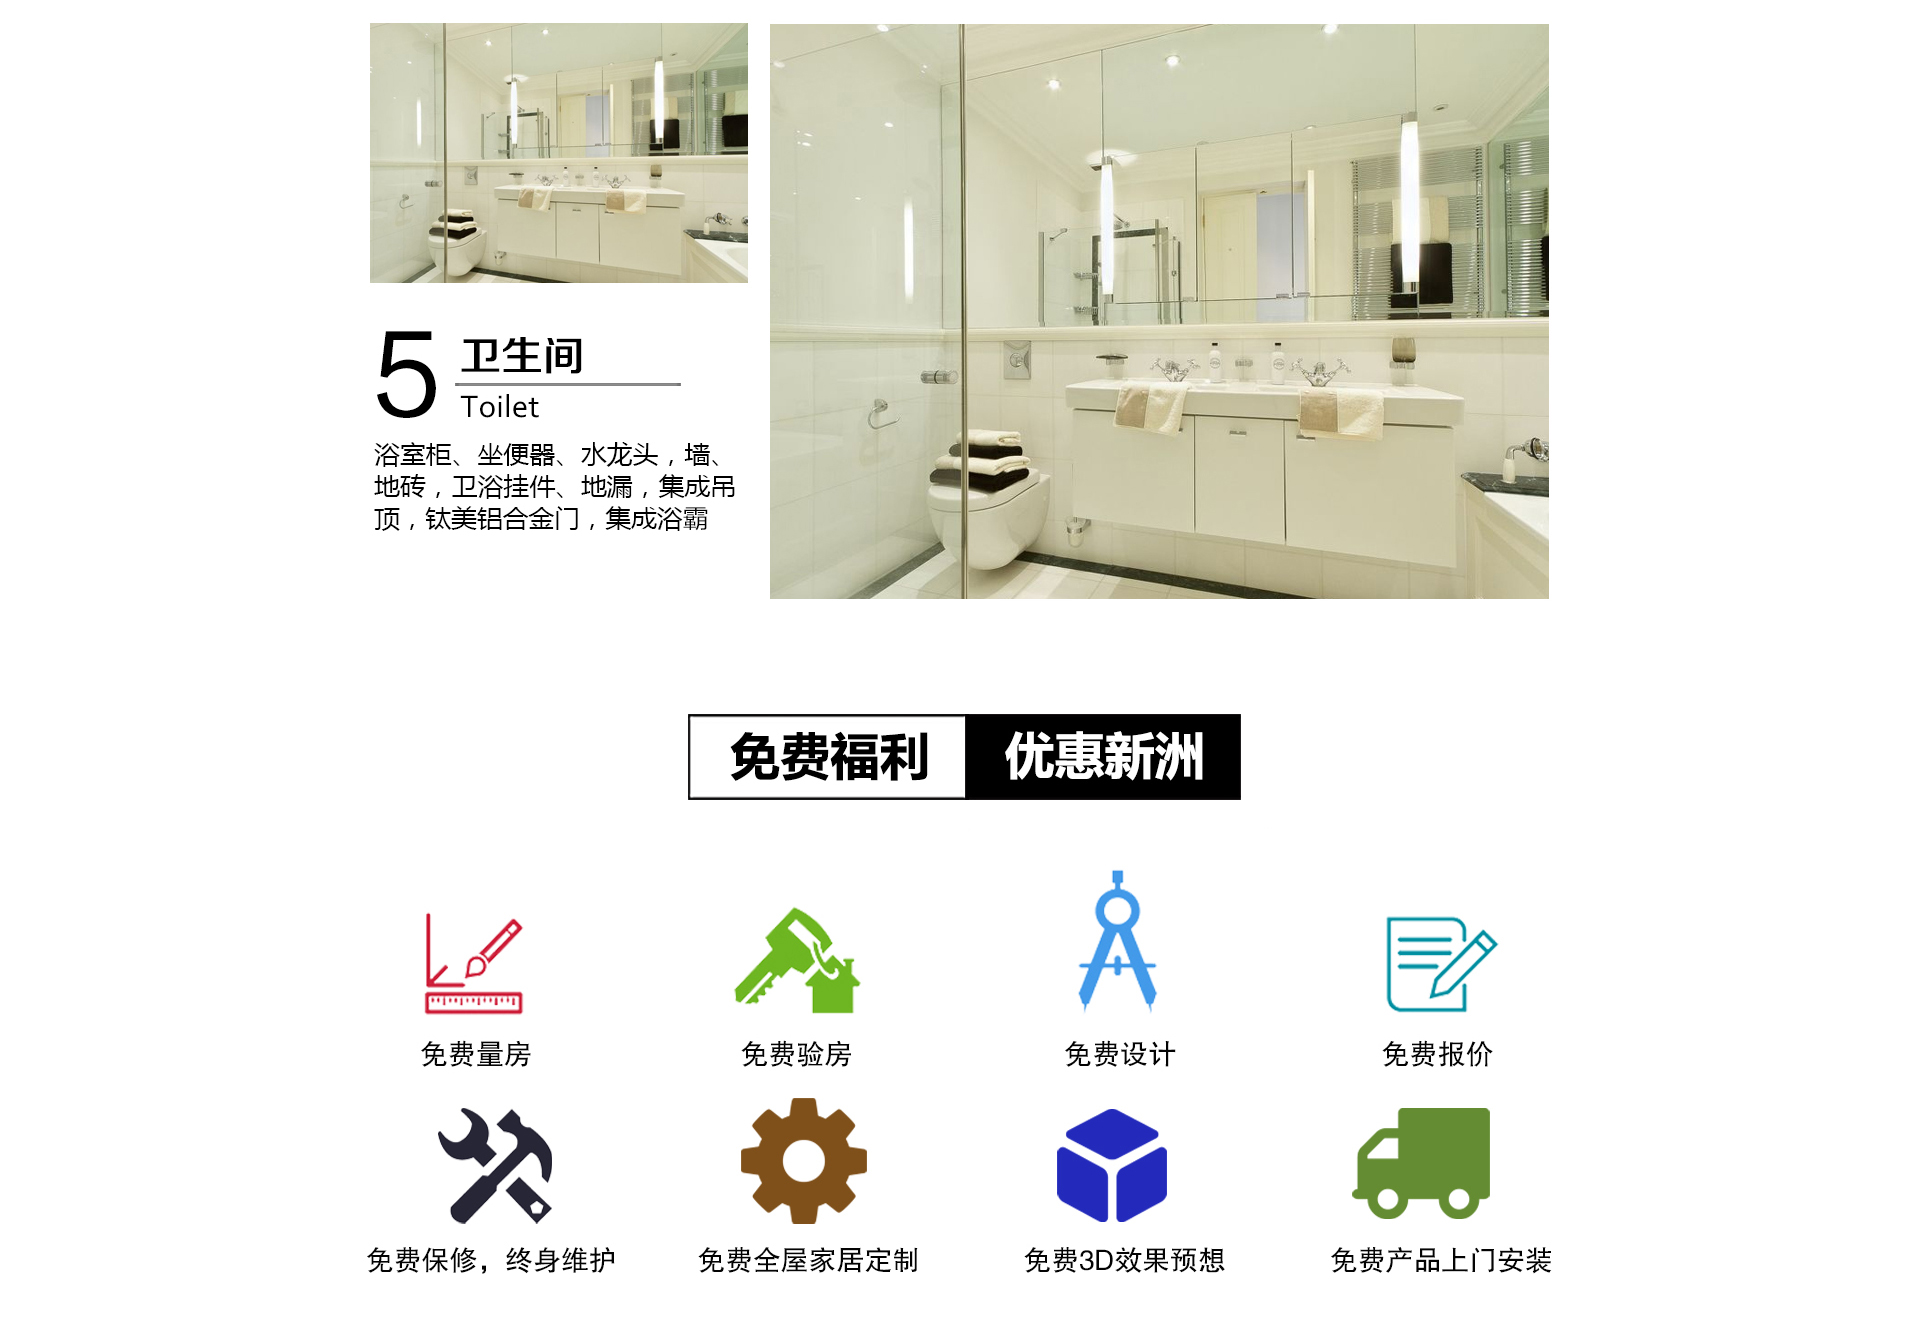 5
卫生间
Toilet
浴室柜、坐便器、水龙头，墙、
地砖，卫浴挂件、地漏，集成吊
顶，钛美铝合金门，集成浴霸
免费福利 优惠新洲
免费量房 免费验房 免费设计 免费报价
免费保修，终身维护 免费全屋家居定制 免费3D效果预想 免费产品上门安装